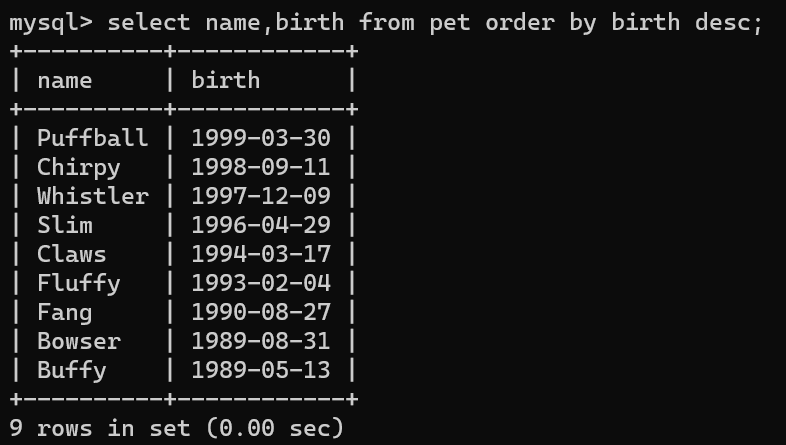 mysql> select name,birth from pet order by birth desc;
+----------+------------+
| name     | birth      |
+----------+------------+
| Puffball | 1999-03-30 |
| Chirpy   | 1998-09-11 |
| Whistler | 1997-12-09 |
| Slim     | 1996-04-29 |
| Claws    | 1994-03-17 |
| Fluffy   | 1993-02-04 |
| Fang     | 1990-08-27 |
| Bowser   | 1989-08-31 |
| Buffy    | 1989-05-13 |
+----------+------------+
9 rows in set (0.00 sec)